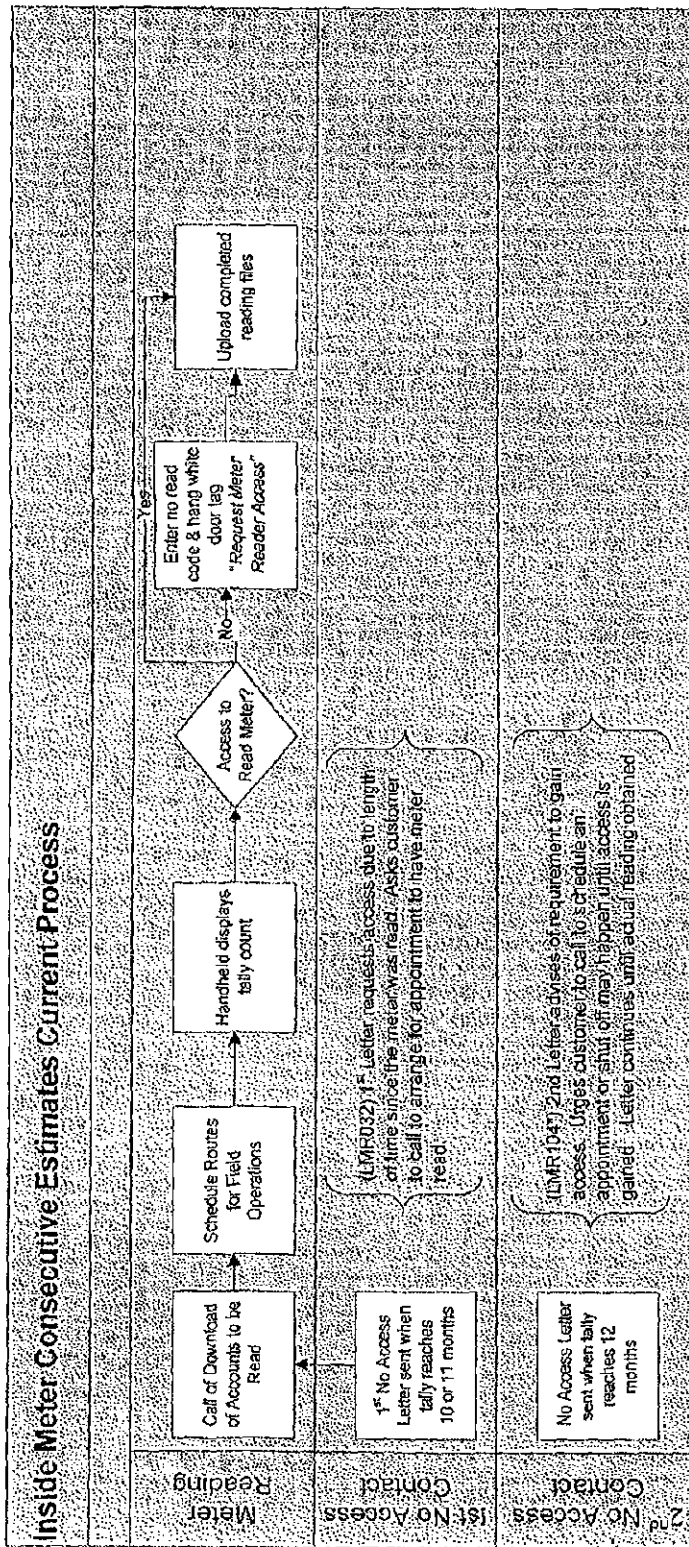 Inside Meter Consecutive Estimates Current Process
Meter
Reading
Call of Download
of Accounts to be
Read
Schedule Routes
for Field
Operations
Handheld displays
tally count
Access to
Read Meter?
Yes
No
Enter no read
code & hang white
door tag
"Request Meter
Reader Access"
Upload completed
reading files
1st No Access
Contact
1st No Access
Letter sent when
tally reaches
10 or 11 months
(LMR032) 1st Letter requests access due to length
of time since the meter was read. Asks customer
to call to arrange for appointment to have meter
read
2nd No Access
Contact
No Access Letter
sent when tally
reaches 12
months
(LMR104) 2nd Letter advises of requirement to gain
access. Urges customer to call to schedule an
appointment or shut off may happen until access is
gained. Letter continues until actual reading obtained